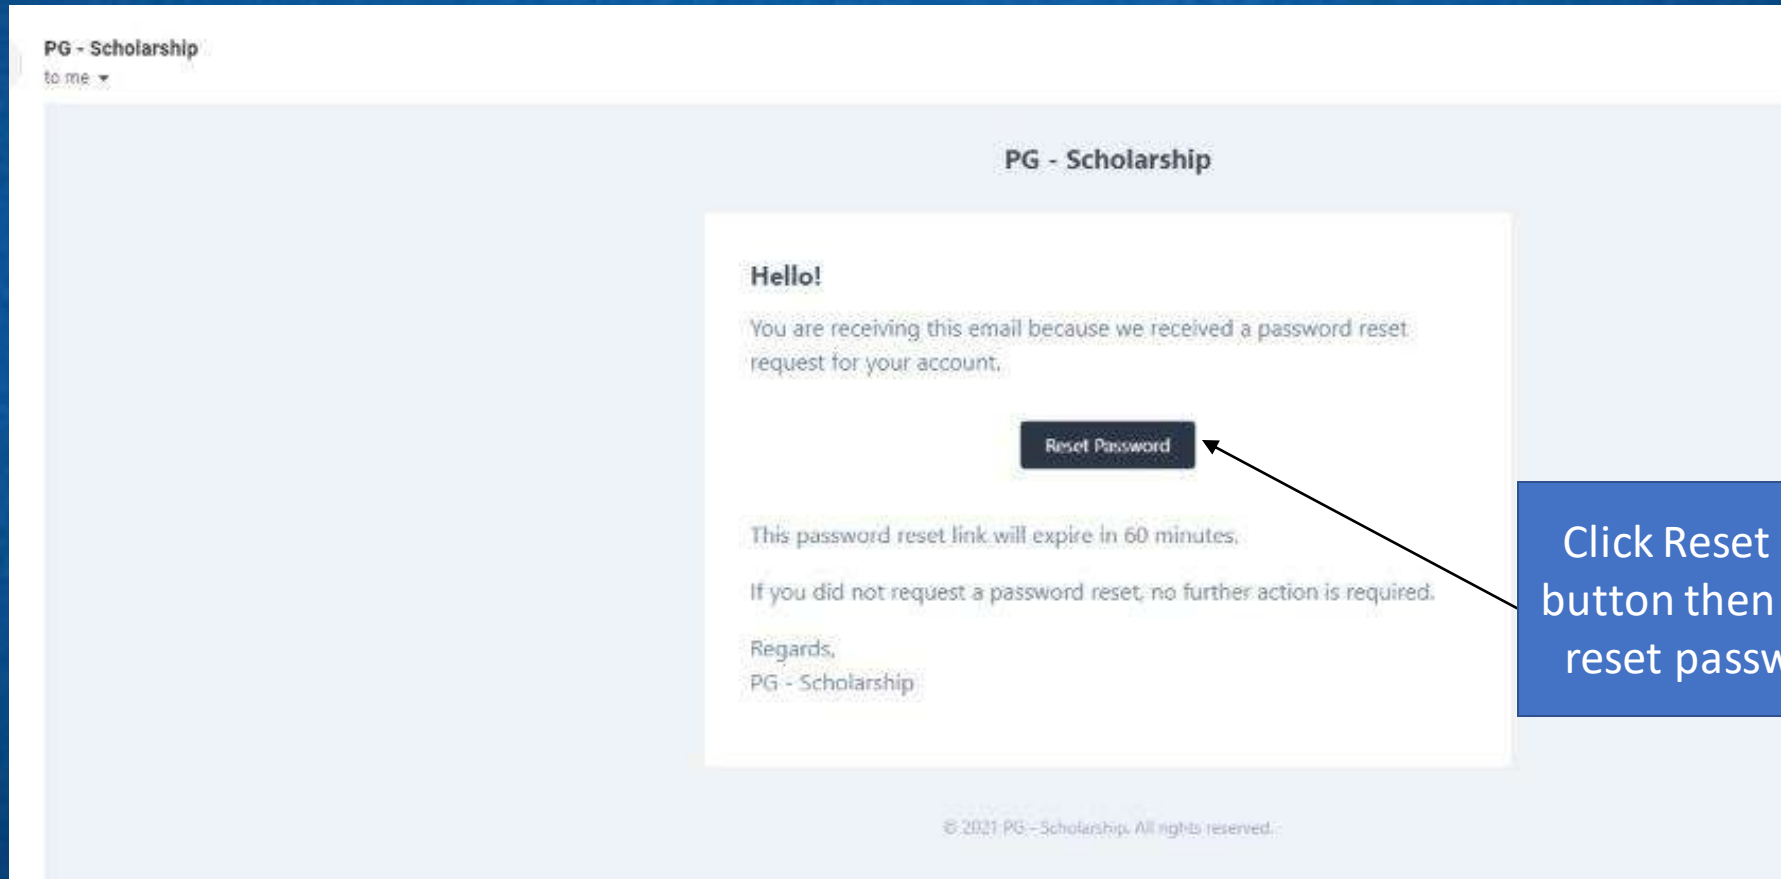 PG - Scholarship
to me
PG - Scholarship
Hello!
You are receiving this email because we received a password reset
request for your account.
Reset Password
This password reset link will expire in 60 minutes.
If you did not request a password reset, no further action is required.
Regards,
PG - Scholarship
Click Reset
button then
reset passw
© 2021 PG - Scholarship. All rights reserved.